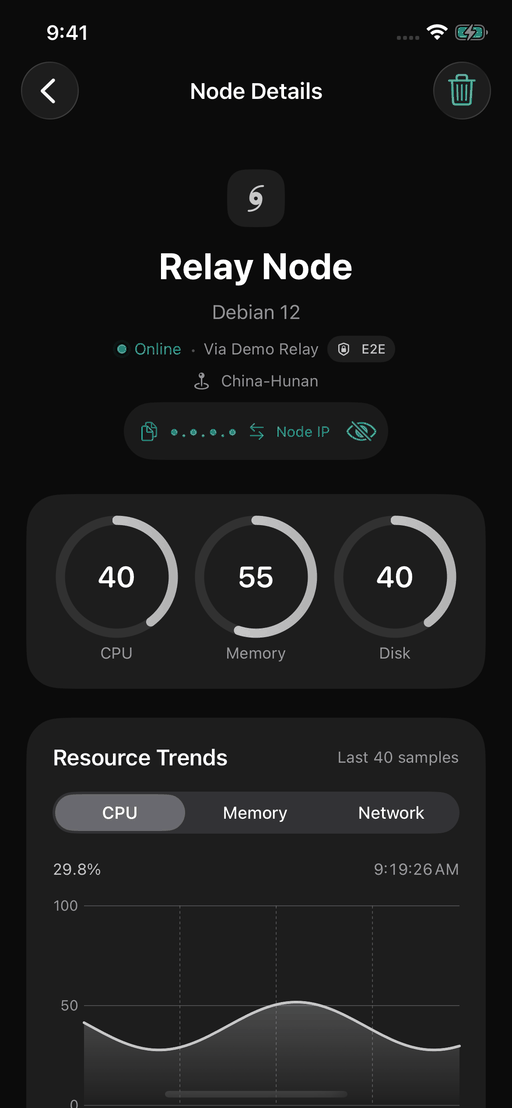 9:41
Node Details
Relay Node
Debian 12
Online · Via Demo Relay E2E
China-Hunan
Node IP
40 55 40
CPU Memory Disk
Resource Trends Last 40 samples
CPU Memory Network
29.8% 9:19:26 AM
100
50
0